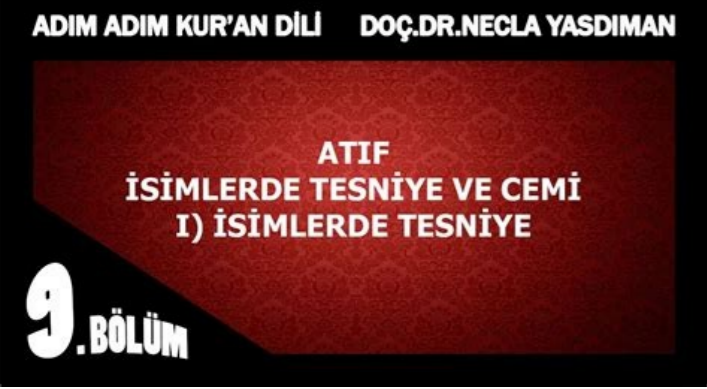 ADIM ADIM KUR'AN DİLİ DOÇ.DR.NECLA YASDIMAN
ATIF
İSİMLERDE TESNİYE VE CEMİ
I) İSİMLERDE TESNİYE
9.BÖLÜM